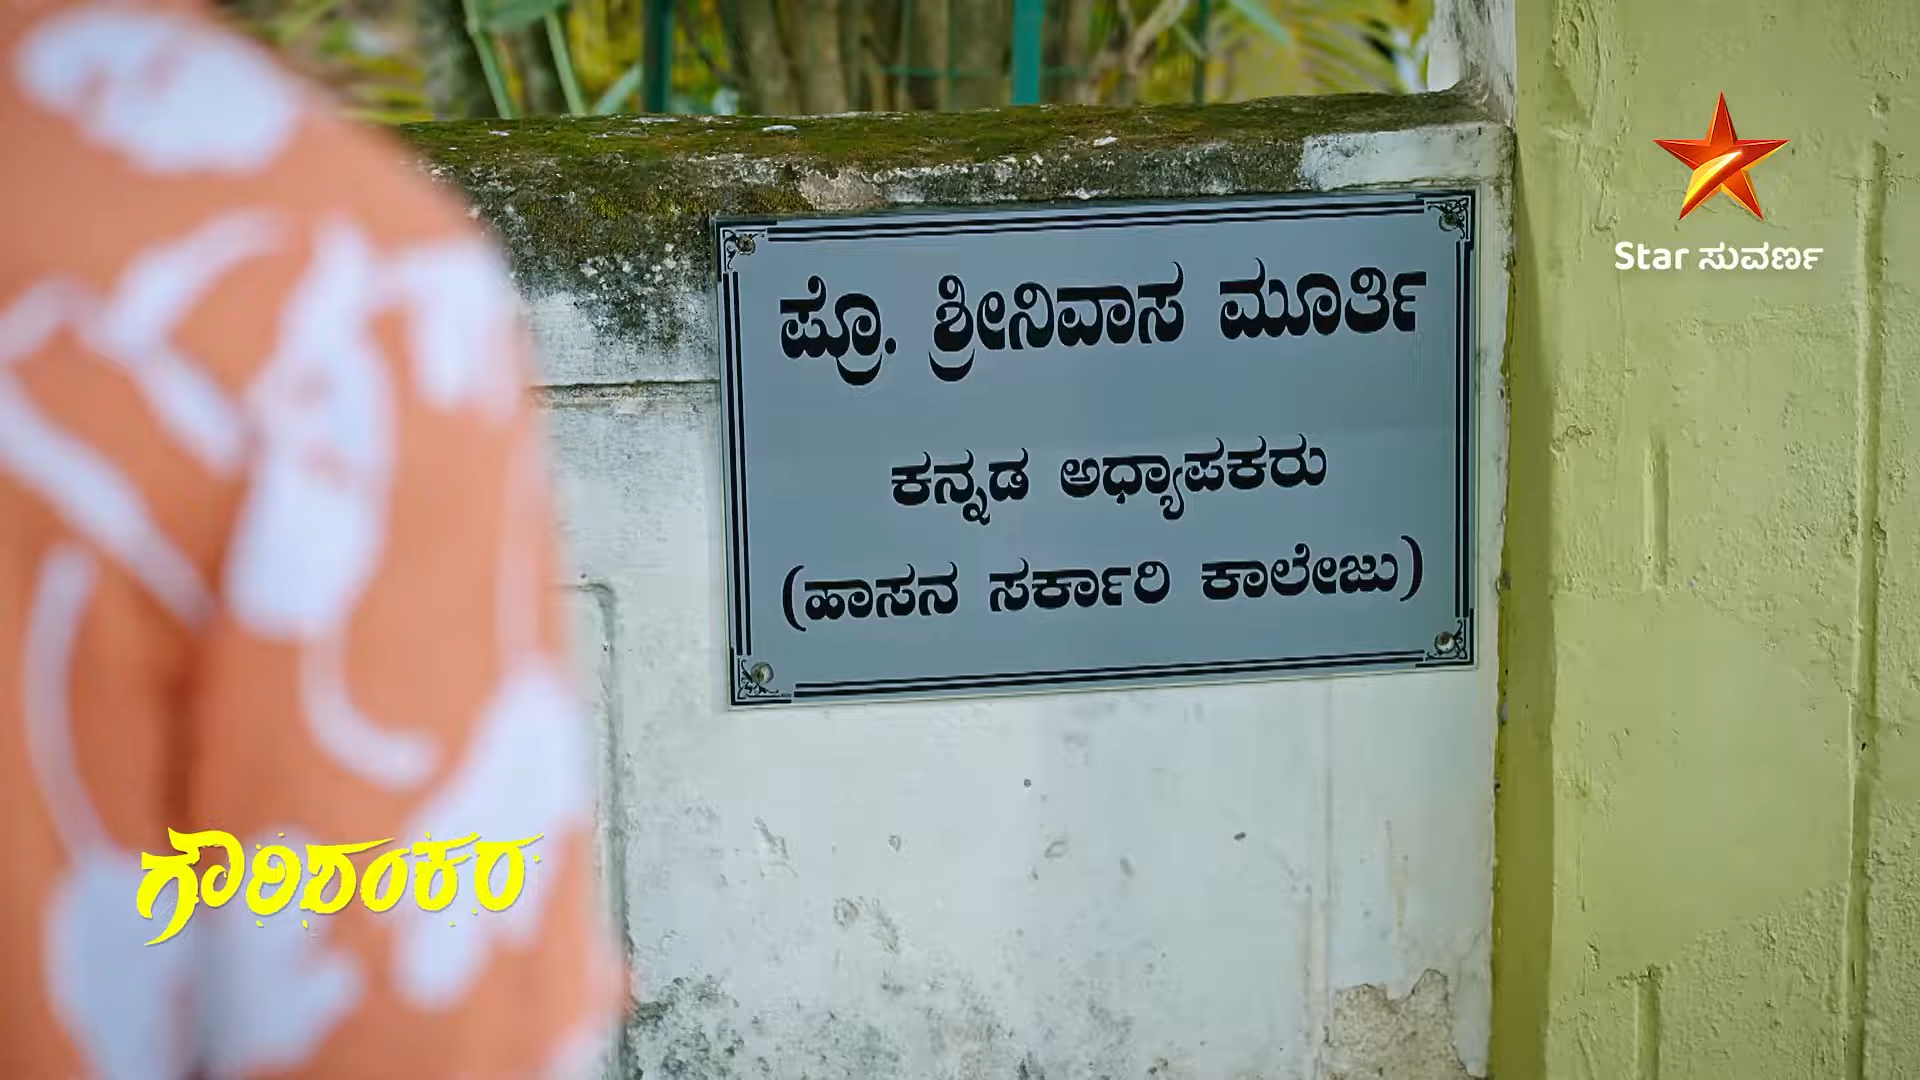 Star ಸುವರ್ಣ
ಪ್ರೊ. ಶ್ರೀನಿವಾಸ ಮೂರ್ತಿ
ಕನ್ನಡ ಅಧ್ಯಾಪಕರು
(ಹಾಸನ ಸರ್ಕಾರಿ ಕಾಲೇಜು)
ಗೌರಿಶಂಕರ